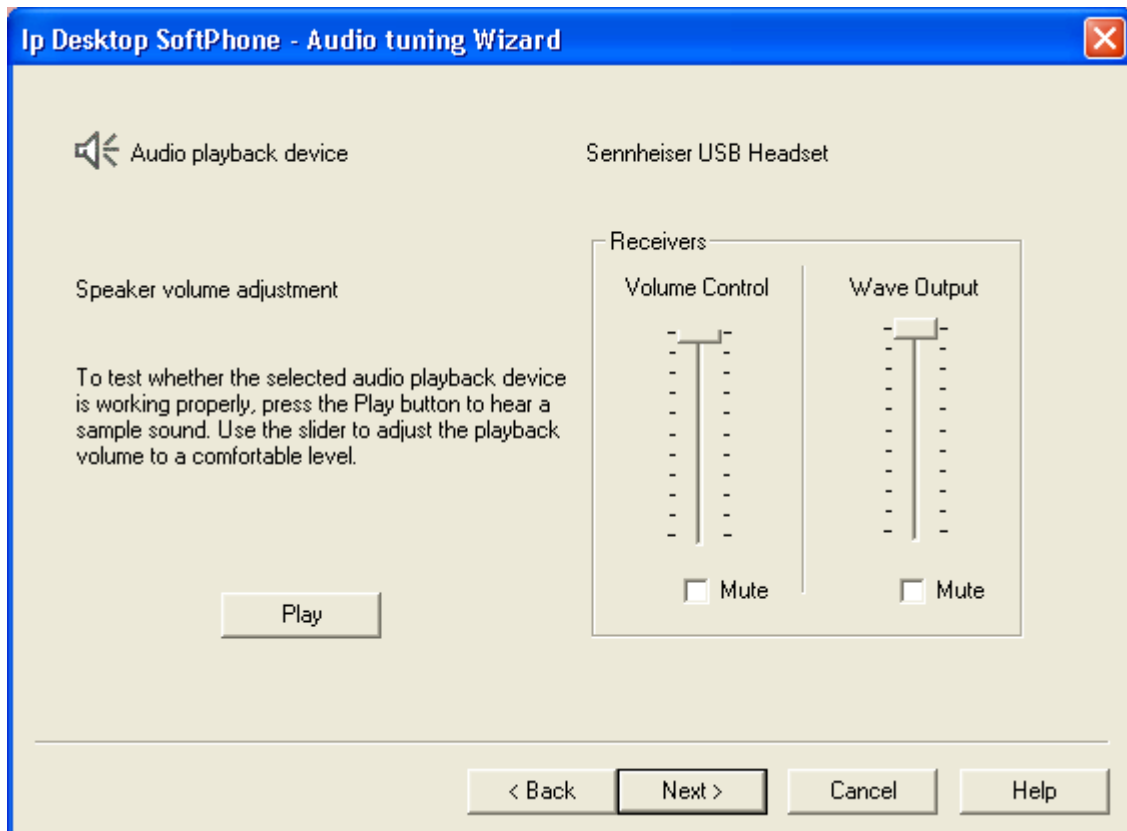 Ip Desktop SoftPhone - Audio tuning Wizard
Audio playback device
Sennheiser USB Headset
Receivers
Speaker volume adjustment
Volume Control
Wave Output
To test whether the selected audio playback device
is working properly, press the Play button to hear a
sample sound. Use the slider to adjust the playback
volume to a comfortable level.
Mute
Mute
Play
< Back
Next >
Cancel
Help